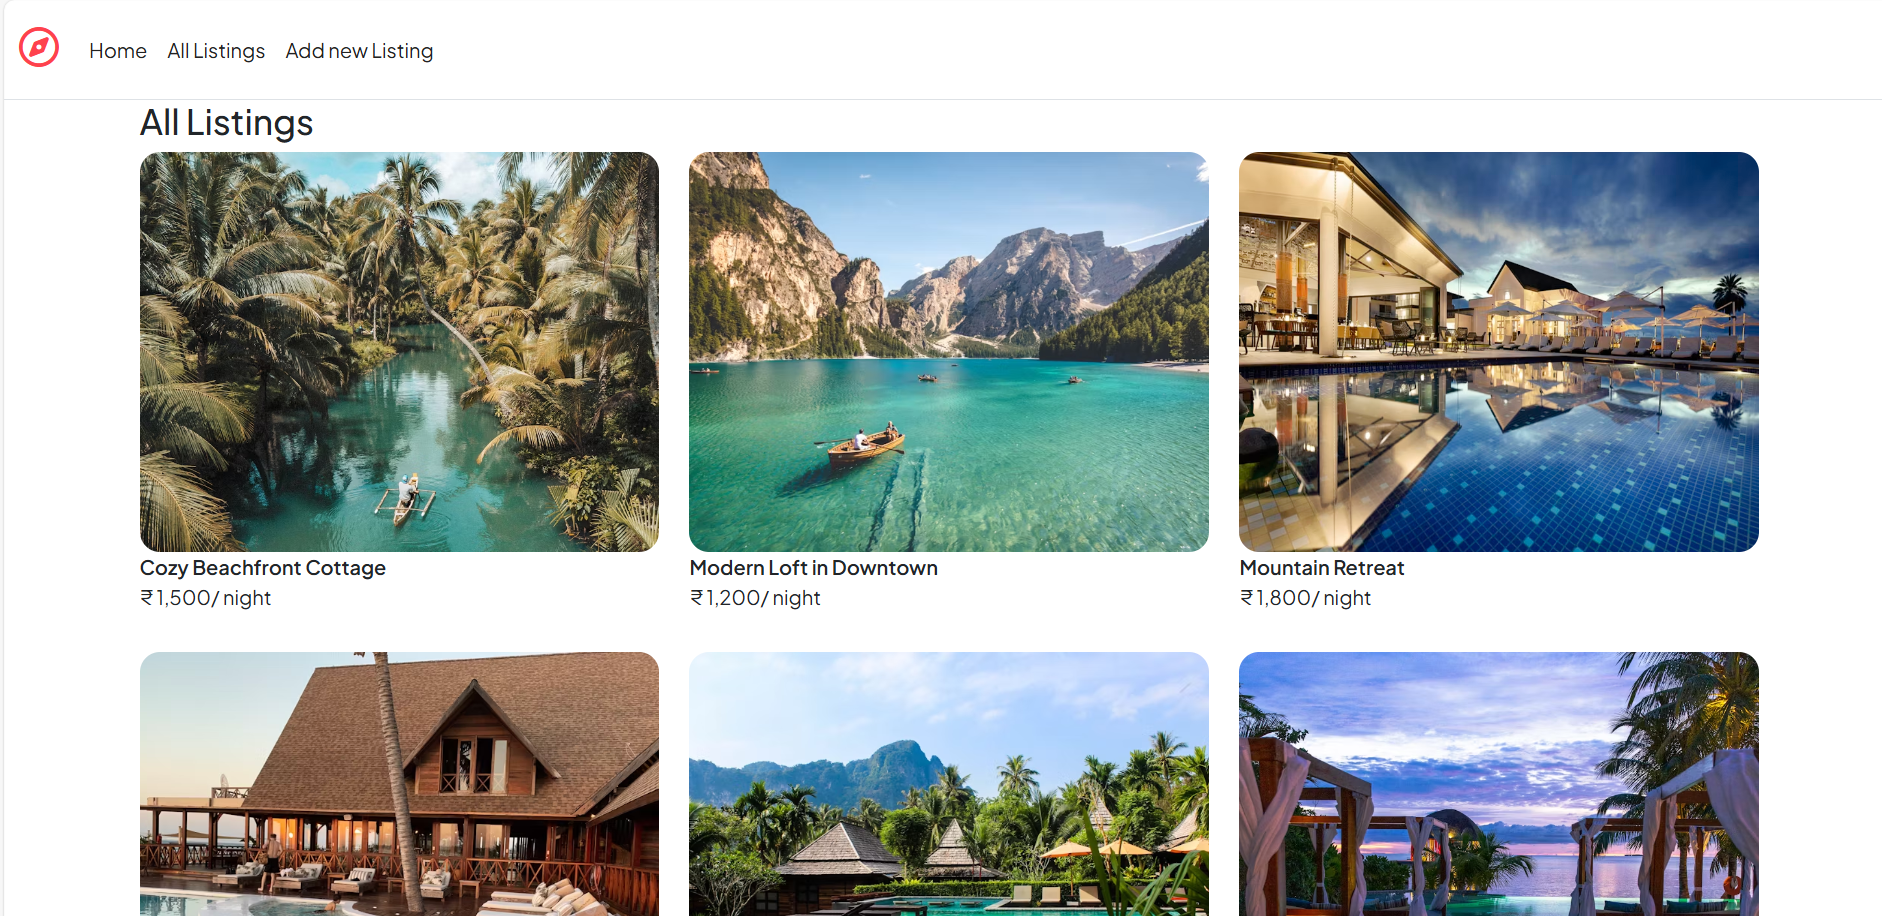 Home All Listings Add new Listing
All Listings
Cozy Beachfront Cottage
₹1,500/ night
Modern Loft in Downtown
₹1,200/ night
Mountain Retreat
₹1,800/ night